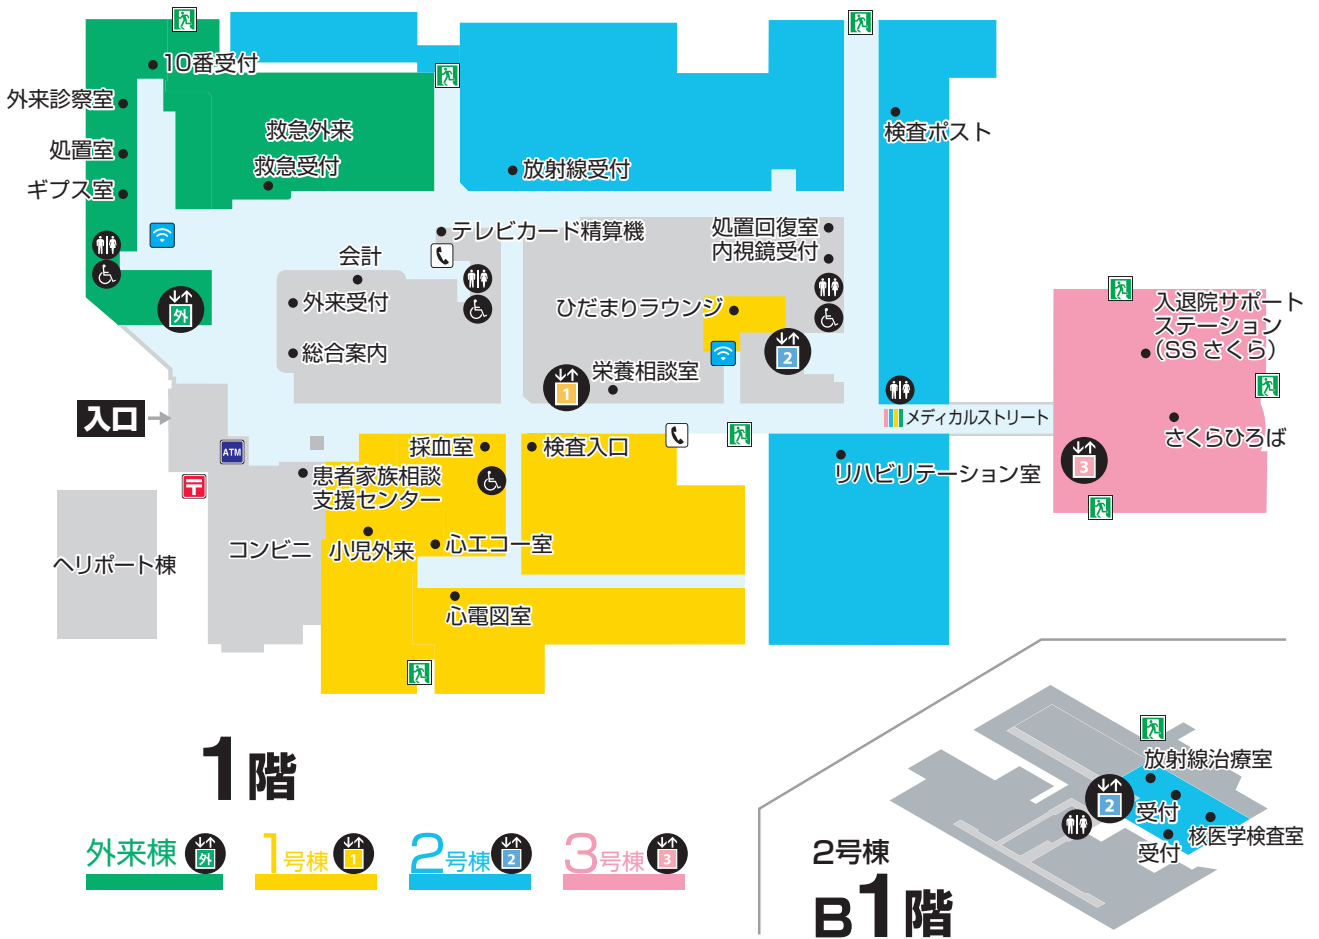 10番受付
外来診察室
処置室
ギプス室
救急外来
救急受付
放射線受付
検査ポスト
テレビカード精算機
処置回復室
内視鏡受付
会計
外来受付
総合案内
外
ひだまりラウンジ
2
栄養相談室
1
入退院サポート
ステーション
(SSさくら)
さくらひろば
3
メディカルストリート
入口
ATM
〒
採血室
検査入口
患者家族相談
支援センター
リハビリテーション室
コンビニ
小児外来
心エコー室
心電図室
ヘリポート棟
1階
外来棟 外
1号棟 1
2号棟 2
3号棟 3
放射線治療室
2
受付
受付
核医学検査室
2号棟
B1階